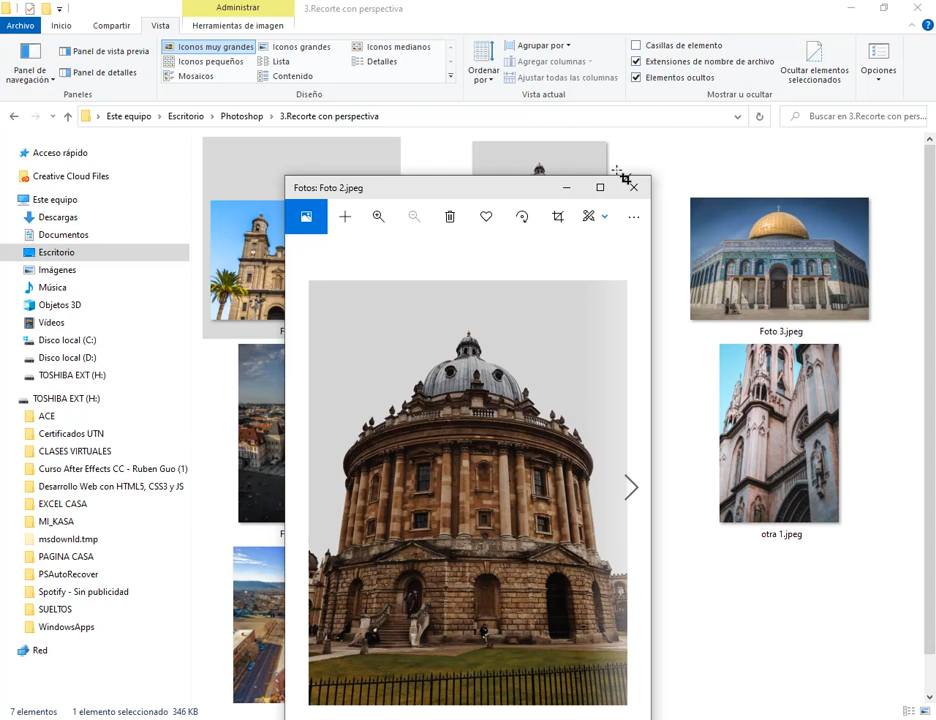 Administrar
3.Recorte con perspectiva
Archivo Inicio Compartir Vista Herramientas de imagen
Panel de navegación
Panel de vista previa
Panel de detalles
Paneles
Iconos muy grandes Iconos grandes Iconos medianos
Iconos pequeños Lista Detalles
Mosaicos Contenido
Diseño
Ordenar por
Agrupar por
Agregar columnas
Ajustar todas las columnas
Vista actual
Casillas de elemento
Extensiones de nombre de archivo
Elementos ocultos
Ocultar elementos seleccionados
Mostrar u ocultar
Opciones
Este equipo Escritorio Photoshop 3.Recorte con perspectiva
Buscar en 3.Recorte con pers...
Acceso rápido
Creative Cloud Files
Este equipo
Descargas
Documentos
Escritorio
Imágenes
Música
Objetos 3D
Vídeos
Disco local (C:)
Disco local (D:)
TOSHIBA EXT (H:)
TOSHIBA EXT (H:)
ACE
Certificados UTN
CLASES VIRTUALES
Curso After Effects CC - Ruben Guo (1)
Desarrollo Web con HTML5, CSS3 y JS
EXCEL CASA
MI_KASA
msdownld.tmp
PAGINA CASA
PSAutoRecover
Spotify - Sin publicidad
SUELTOS
WindowsApps
Red
Fotos: Foto 2.jpeg
Foto 3.jpeg
otra 1.jpeg
7 elementos 1 elemento seleccionado 346 KB